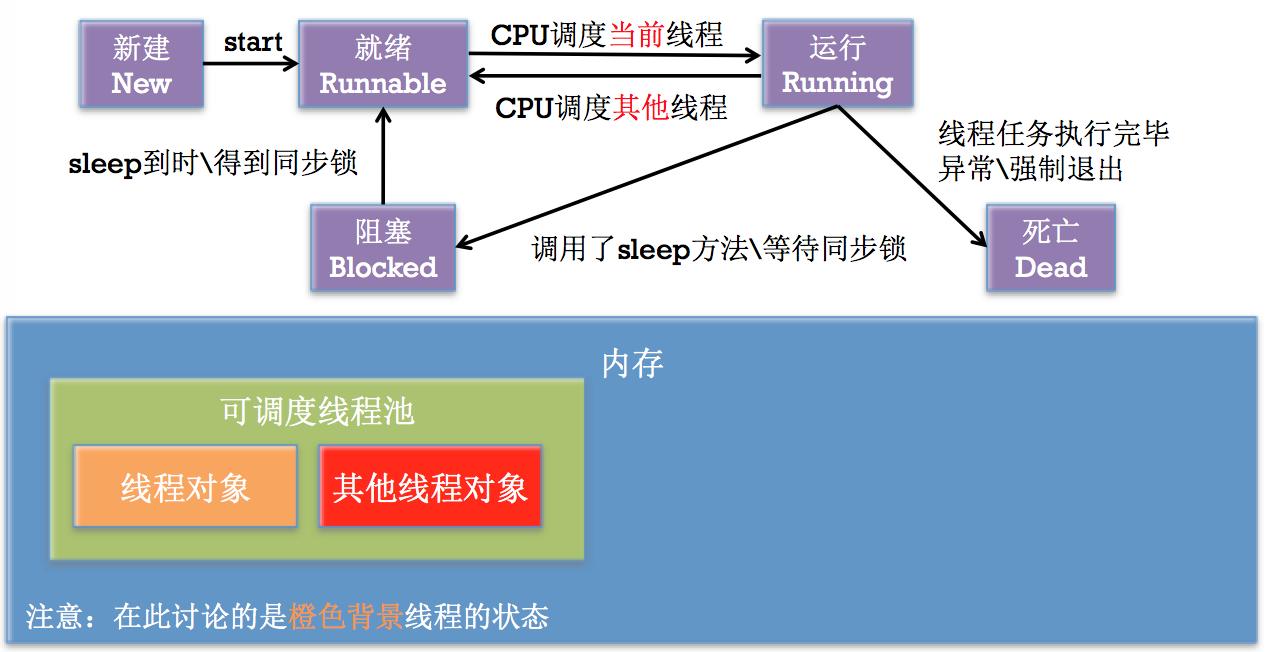 新建
New
start
就绪
Runnable
CPU调度当前线程
CPU调度其他线程
运行
Running
sleep到时\得到同步锁
线程任务执行完毕
异常\强制退出
阻塞
Blocked
调用了sleep方法\等待同步锁
死亡
Dead
内存
可调度线程池
线程对象
其他线程对象
注意：在此讨论的是橙色背景线程的状态